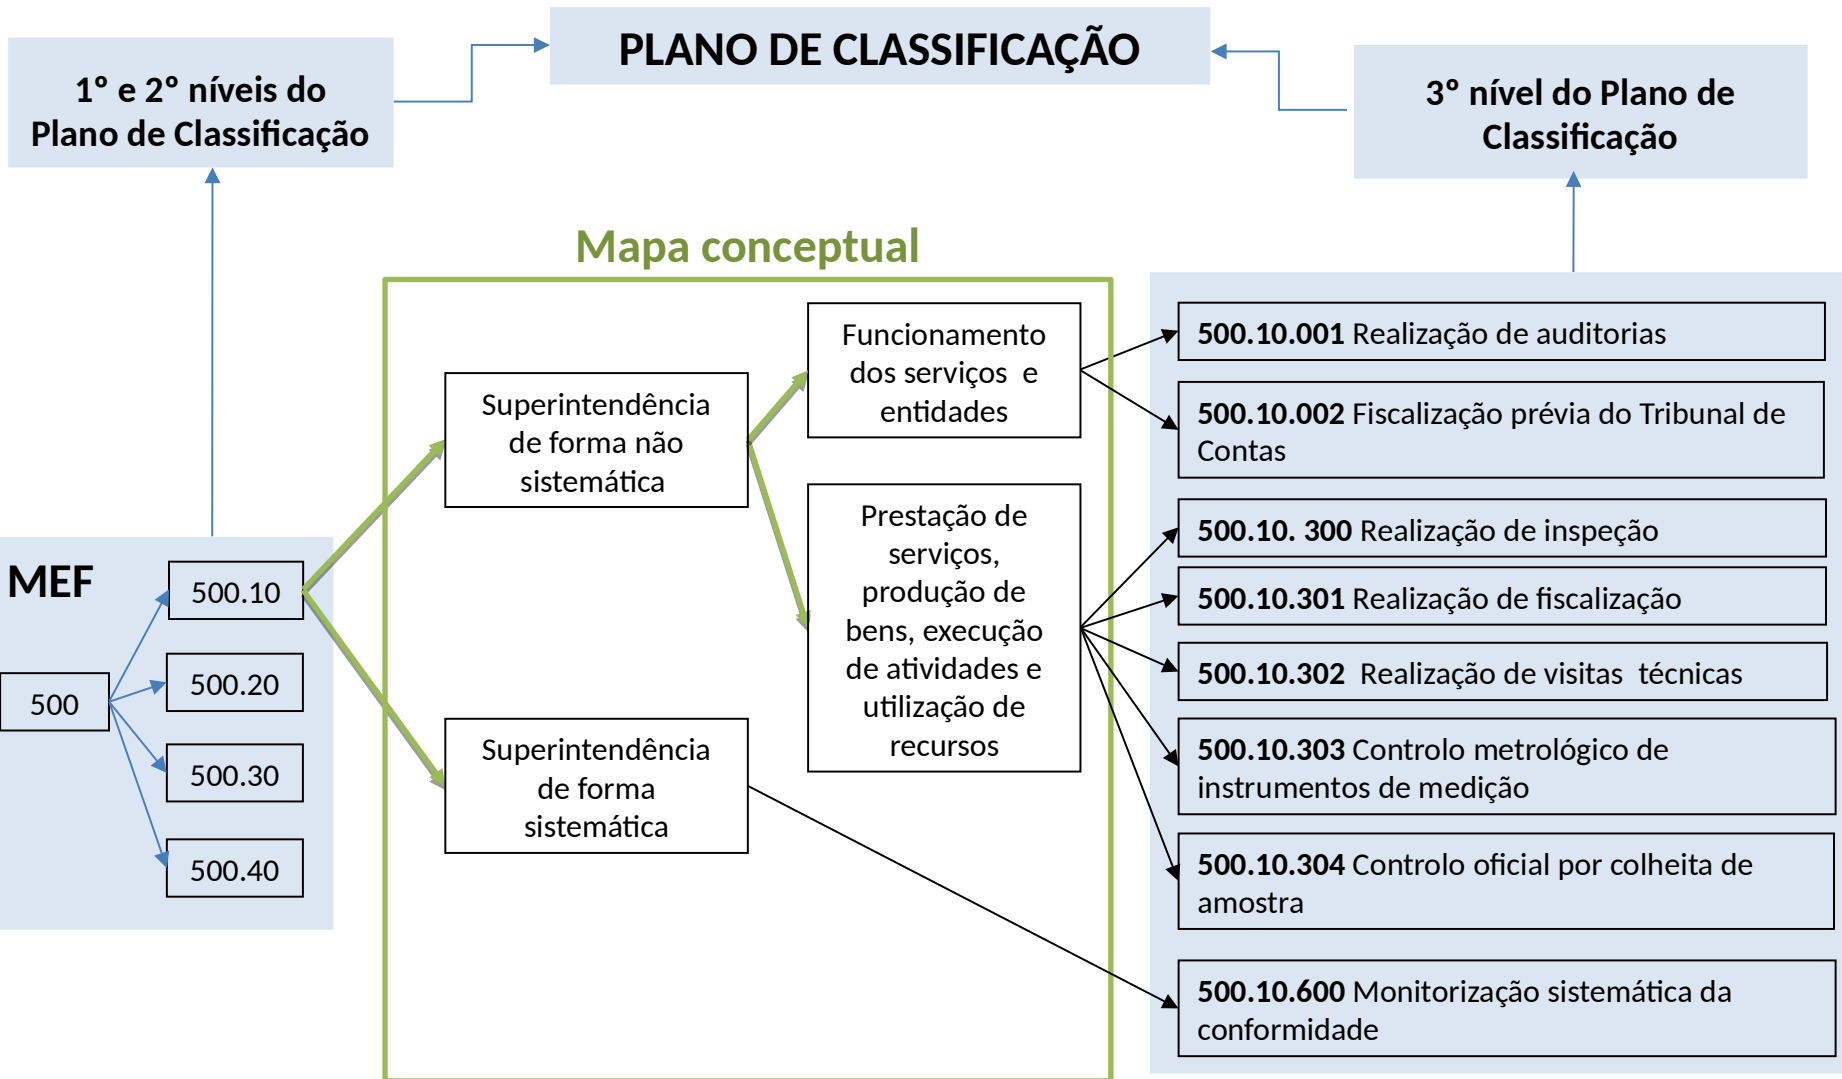 PLANO DE CLASSIFICAÇÃO
1º e 2º níveis do
Plano de Classificação
3º nível do Plano de
Classificação
Mapa conceptual
MEF
500
500.10
500.20
500.30
500.40
Superintendência
de forma não
sistemática
Superintendência
de forma
sistemática
Funcionamento
dos serviços e
entidades
Prestação de
serviços,
produção de
bens, execução
de atividades e
utilização de
recursos
500.10.001 Realização de auditorias
500.10.002 Fiscalização prévia do Tribunal de
Contas
500.10. 300 Realização de inspeção
500.10.301 Realização de fiscalização
500.10.302 Realização de visitas técnicas
500.10.303 Controlo metrológico de
instrumentos de medição
500.10.304 Controlo oficial por colheita de
amostra
500.10.600 Monitorização sistemática da
conformidade